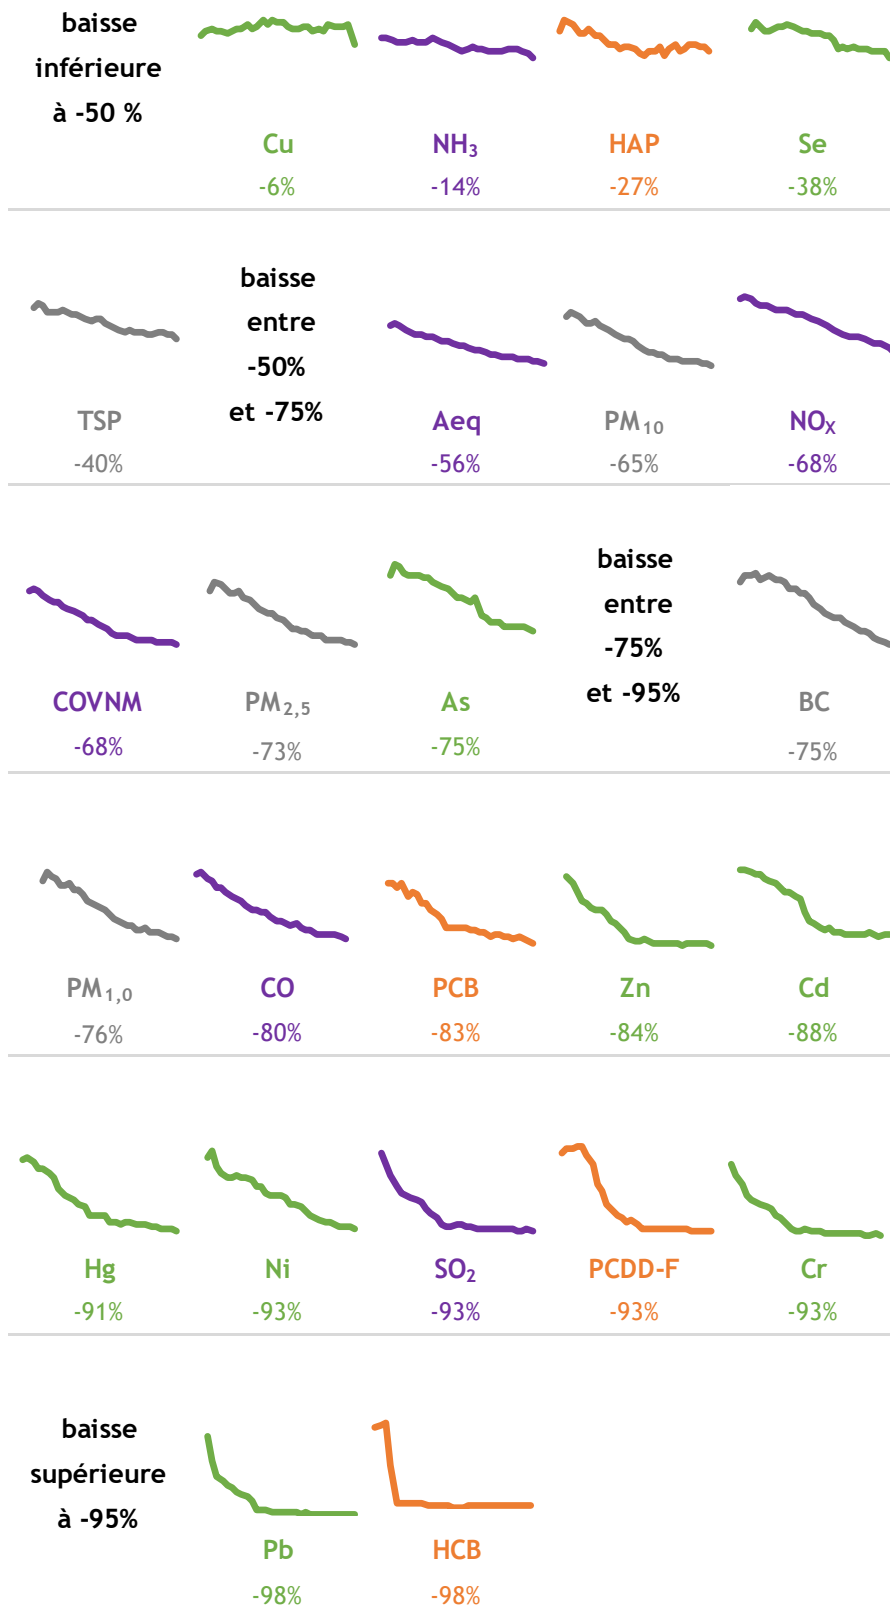 baisse
inférieure
à -50 %
Cu NH₃ HAP Se
-6% -14% -27% -38%
baisse
entre
-50%
et -75%
TSP Aeq PM₁₀ NOₓ
-40% -56% -65% -68%
baisse
entre
-75%
et -95%
COVNM PM₂,₅ As BC
-68% -73% -75% -75%
PM₁,₀ CO PCB Zn Cd
-76% -80% -83% -84% -88%
Hg Ni SO₂ PCDD-F Cr
-91% -93% -93% -93% -93%
baisse
supérieure
à -95%
Pb HCB
-98% -98%